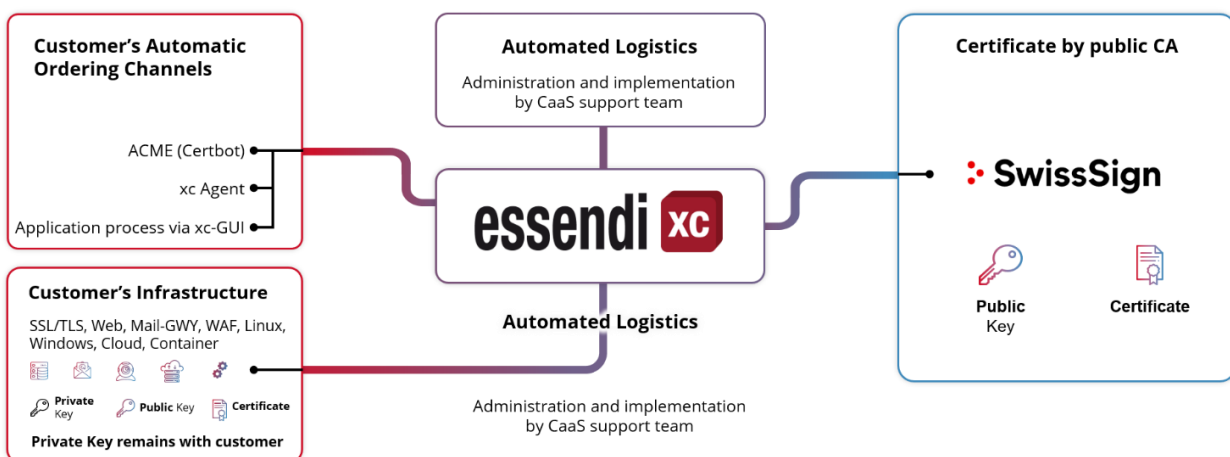 Customer's Automatic
Ordering Channels
ACME (Certbot)
xc Agent
Application process via xc-GUI
Customer's Infrastructure
SSL/TLS, Web, Mail-GWY, WAF, Linux,
Windows, Cloud, Container
Private
Key
Public Key
Certificate
Private Key remains with customer
Automated Logistics
Administration and implementation
by CaaS support team
essendi xc
Automated Logistics
Administration and implementation
by CaaS support team
Certificate by public CA
SwissSign
Public
Key
Certificate